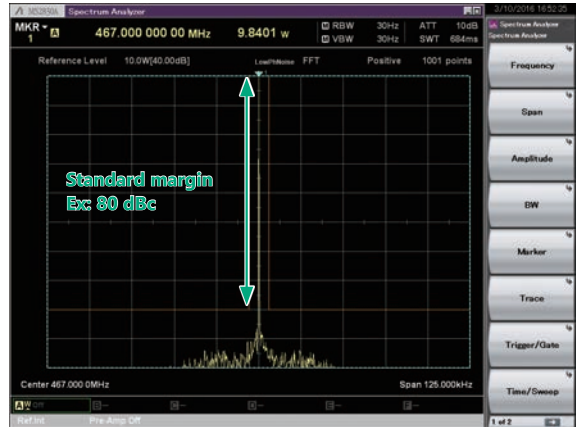 MS2850A Spectrum Analyzer
3/10/2016 16:52:35
MKR
1
467.000 000 00 MHz
9.8401 W
RBW 30Hz
VBW 30Hz
ATT 10dB
SWT 684ms
Reference Level 10.0W[40.00dB] LowPhNoise FFT Positive 1001 points
1
Standard margin
Ex: 80 dBc
Center 467.000 0MHz
Span 125.000kHz
A W on
Ref.Int Pre-Amp Off
Spectrum Analyzer
Spectrum Analyzer
Frequency
Span
Amplitude
BW
Marker
Trace
Trigger/Gate
Time/Sweep
1 of 2